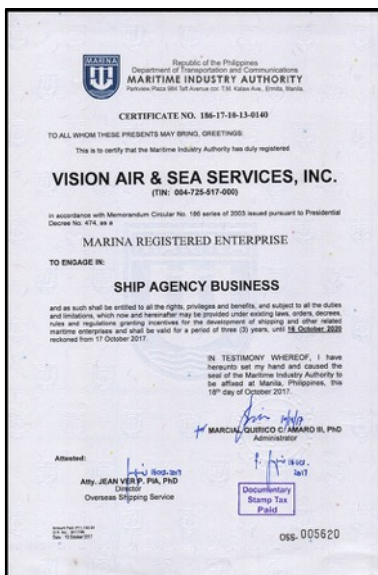 MARINA
Republic of the Philippines
Department of Transportation and Communications
MARITIME INDUSTRY AUTHORITY
Parkview Plaza 984 Taft Avenue cor. T.M. Kalaw Ave., Ermita, Manila.
CERTIFICATE NO. 186-17-10-13-0140
TO ALL WHOM THESE PRESENTS MAY BRING, GREETINGS:
This is to certify that the Maritime Industry Authority has duly registered
VISION AIR & SEA SERVICES, INC.
(TIN: 004-725-517-000)
in accordance with Memorandum Circular No. 186 series of 2003 issued pursuant to Presidential
Decree No. 474, as a
MARINA REGISTERED ENTERPRISE
TO ENGAGE IN:
SHIP AGENCY BUSINESS
and as such shall be entitled to all the rights, privileges and benefits, and subject to all the duties
and limitations, which now and hereinafter may be provided under existing laws, orders, decrees,
rules and regulations granting incentives for the development of shipping and other related
maritime enterprises and shall be valid for a period of three (3) years, until 16 October 2020
reckoned from 17 October 2017.
IN TESTIMONY WHEREOF, I have
hereunto set my hand and caused the
seal of the Maritime Industry Authority to
be affixed at Manila, Philippines, this
16th day of October 2017.
MARCIAL QUIRICO C. AMARO III, PhD
Administrator
Attested:
Atty. JEAN VER P. PIA, PhD
Director
Overseas Shipping Service
2017
Documentary
Stamp Tax
Paid
OSS- 005620